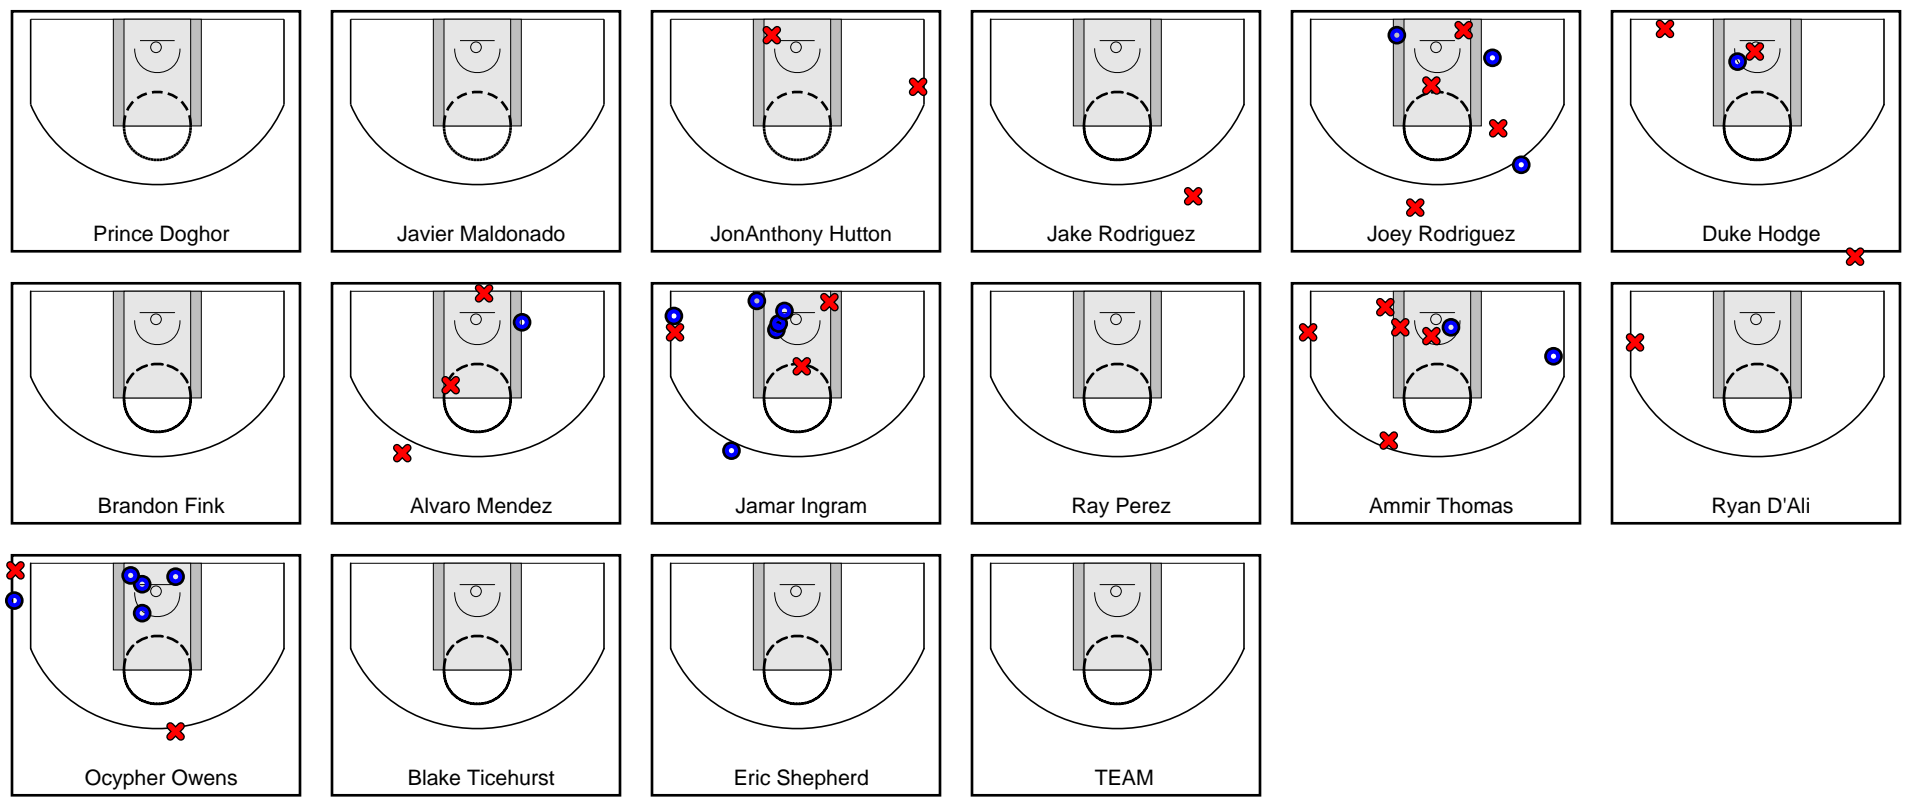 Prince Doghor
Javier Maldonado
JonAnthony Hutton
Jake Rodriguez
Joey Rodriguez
Duke Hodge
Brandon Fink
Alvaro Mendez
Jamar Ingram
Ray Perez
Ammir Thomas
Ryan D'Ali
Ocypher Owens
Blake Ticehurst
Eric Shepherd
TEAM